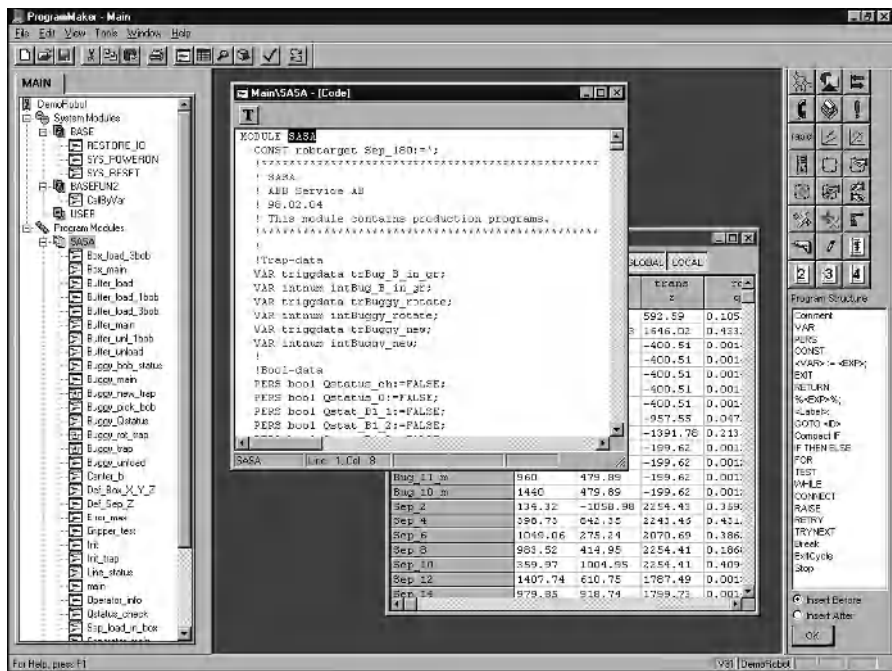 ProgramMaker - Main
File Edit View Tools Window Help
MAIN
DemoRobot
System Modules
BASE
RESTORE_IO
SYS_POWERON
SYS_RESET
BASEFUN2
CallByVar
USER
Program Modules
SASA
Box_load_3bob
Box_main
Buffer_load
Buffer_load_1bob
Buffer_load_3bob
Buffer_main
Buffer_unl_1bob
Buffer_unload
Buggy_bob_status
Buggy_main
Buggy_new_trap
Buggy_pick_bob
Buggy_Qstatus
Buggy_rot_trap
Buggy_trap
Buggy_unload
Center_b
Def_Box_X_Y_Z
Def_Sep_Z
Error_mes
Gripper_test
Init
Init_trap
Line_status
main
Operator_info
Qstatus_check
Sep_load_in_box
Main\SASA - [Code]
T
MODULE SASA
CONST robtarget Sep_180:=';
! SASA
! ABB Service AB
! 98.02.04
! This module contains production programs.
!
!Trap-data
VAR triggdata trBug_B_in_gr;
VAR intnum intBug_B_in_gr;
VAR triggdata trBuggy_rotate;
VAR intnum intBuggy_rotate;
VAR triggdata trBuggy_new;
VAR intnum intBuggy_new;
!
!Bool-data
PERS bool Qstatus_ch:=FALSE;
PERS bool Qstatus_0:=FALSE;
PERS bool Qstat_B1_1:=FALSE;
PERS bool Qstat_B1_2:=FALSE;
SASA Line: 1, Col: 8
GLOBAL LOCAL
trans
z
q
592.59 0.105
1646.02
-400.51 0.001
-400.51 0.001
-400.51 0.001
-400.51 0.001
-400.51 0.001
-957.55 0.047
-1391.78 0.213
-199.62 0.001
-199.62 0.001
Bug_11_m 960 479.89 -199.62 0.001
Bug_10_m 1440 479.89 -199.62 0.001
Sep_2 134.32 -1058.98 2254.43 0.359
Sep_4 398.73 842.35 2243.46 0.431
Sep_6 1049.06 275.24 2070.69 0.386
Sep_8 983.52 414.95 2254.41 0.186
Sep_10 359.97 1004.95 2254.41 0.409
Sep_12 1407.74 610.75 1787.49 0.001
Sep_14 979.85 918.74 1799.73 0.001
2 3 4
Program Structure
Comment
VAR
PERS
CONST
<VAR> := <EXP>;
EXIT
RETURN
%<EXP>%;
<Label>:
GOTO <ID>
Compact IF
IF THEN ELSE
FOR
TEST
WHILE
CONNECT
RAISE
RETRY
TRYNEXT
Break
ExitCycle
Stop
Insert Before
Insert After
OK
For Help, press F1
DemoRobot